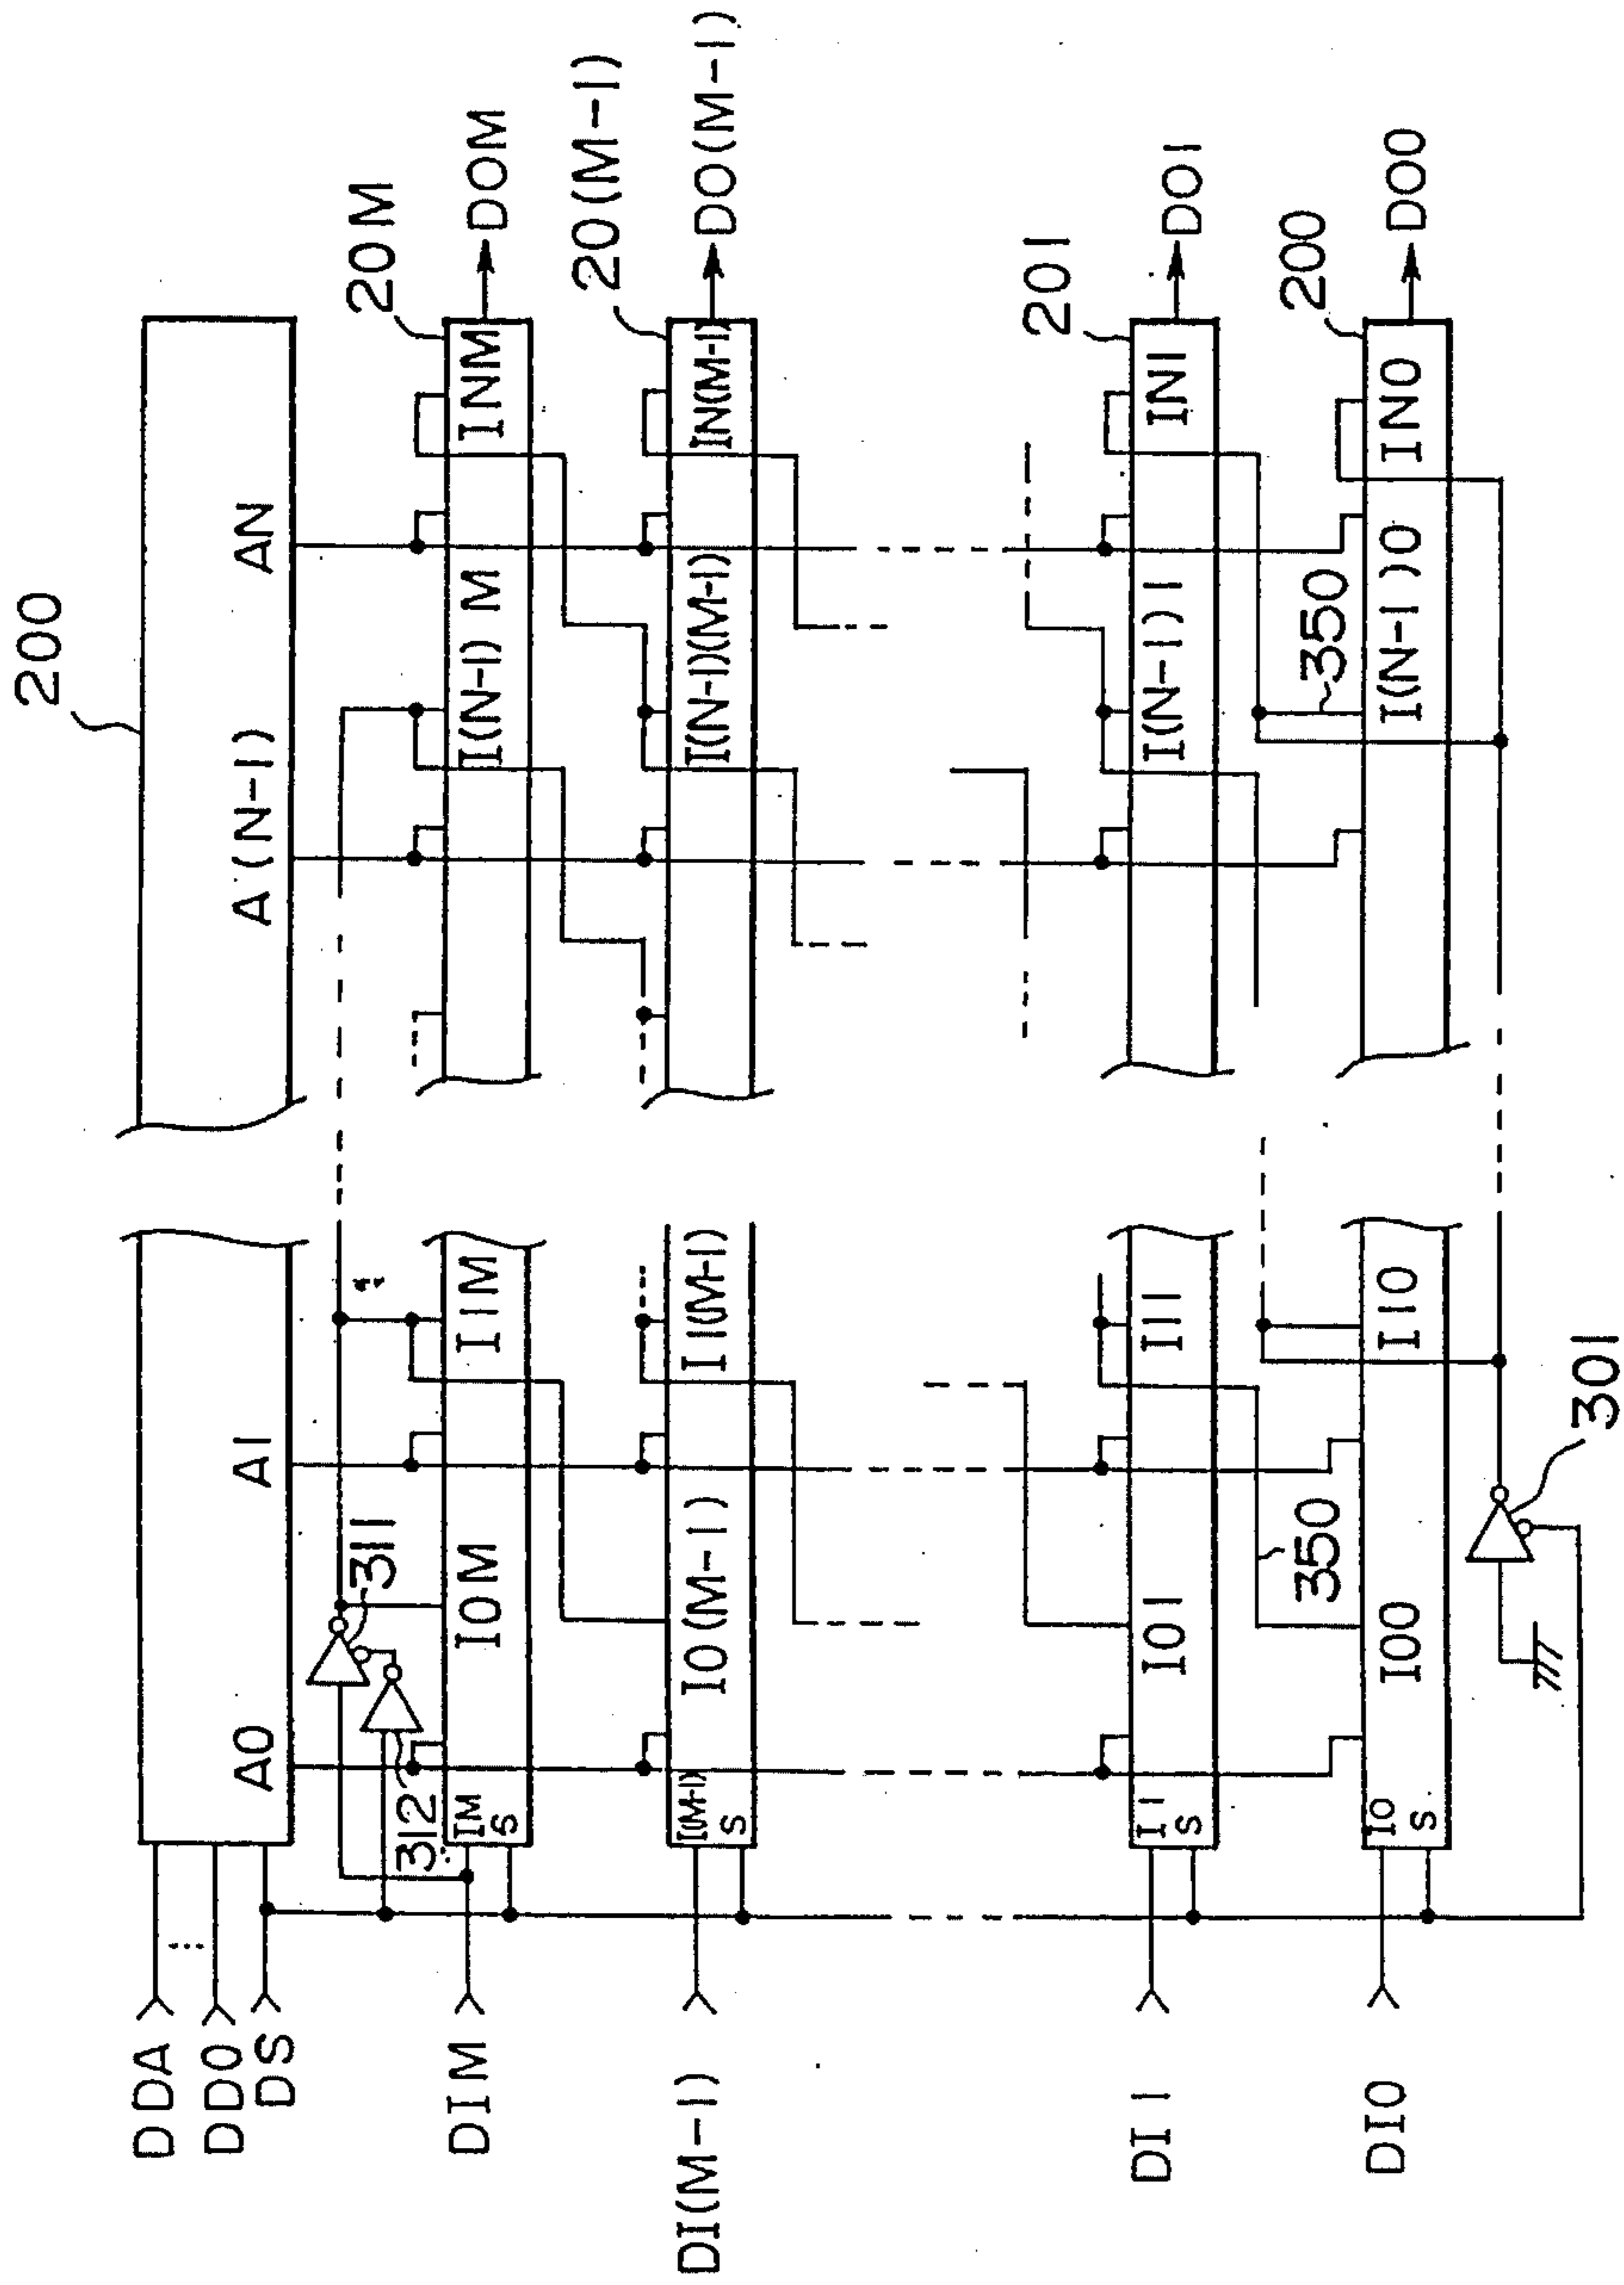 200
A0
A1
A(N-1)
AN
DDA
DD0
DS
311
312
20M
DIM
IM
S
I0M
I1M
I(N-1)M
INM
DOM
20(M-1)
DI(M-1)
I(M-1)
S
I0(M-1)
I1(M-1)
I(N-1)(M-1)
IN(M-1)
DO(M-1)
201
DI1
I1
S
I01
I11
I(N-1)1
IN1
DO1
350
350
200
DI0
I0
S
I00
I10
I(N-1)0
IN0
DO0
301